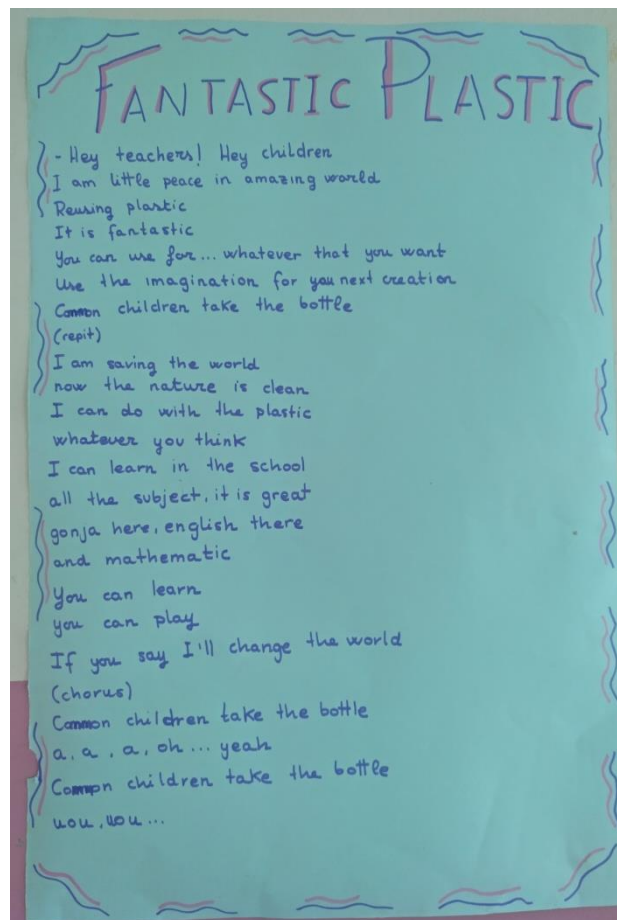 FANTASTIC PLASTIC
- Hey teachers! Hey children
I am little peace in amazing world
Reusing plastic
It is fantastic
You can use for... whatever that you want
Use the imagination for you next creation
Common children take the bottle
(repit)
I am saving the world
now the nature is clean
I can do with the plastic
whatever you think
I can learn in the school
all the subject, it is great
gonja here, english there
and mathematic
You can learn
you can play
If you say I'll change the world
(chorus)
Common children take the bottle
a, a, a, oh... yeah
Common children take the bottle
uou, uou...